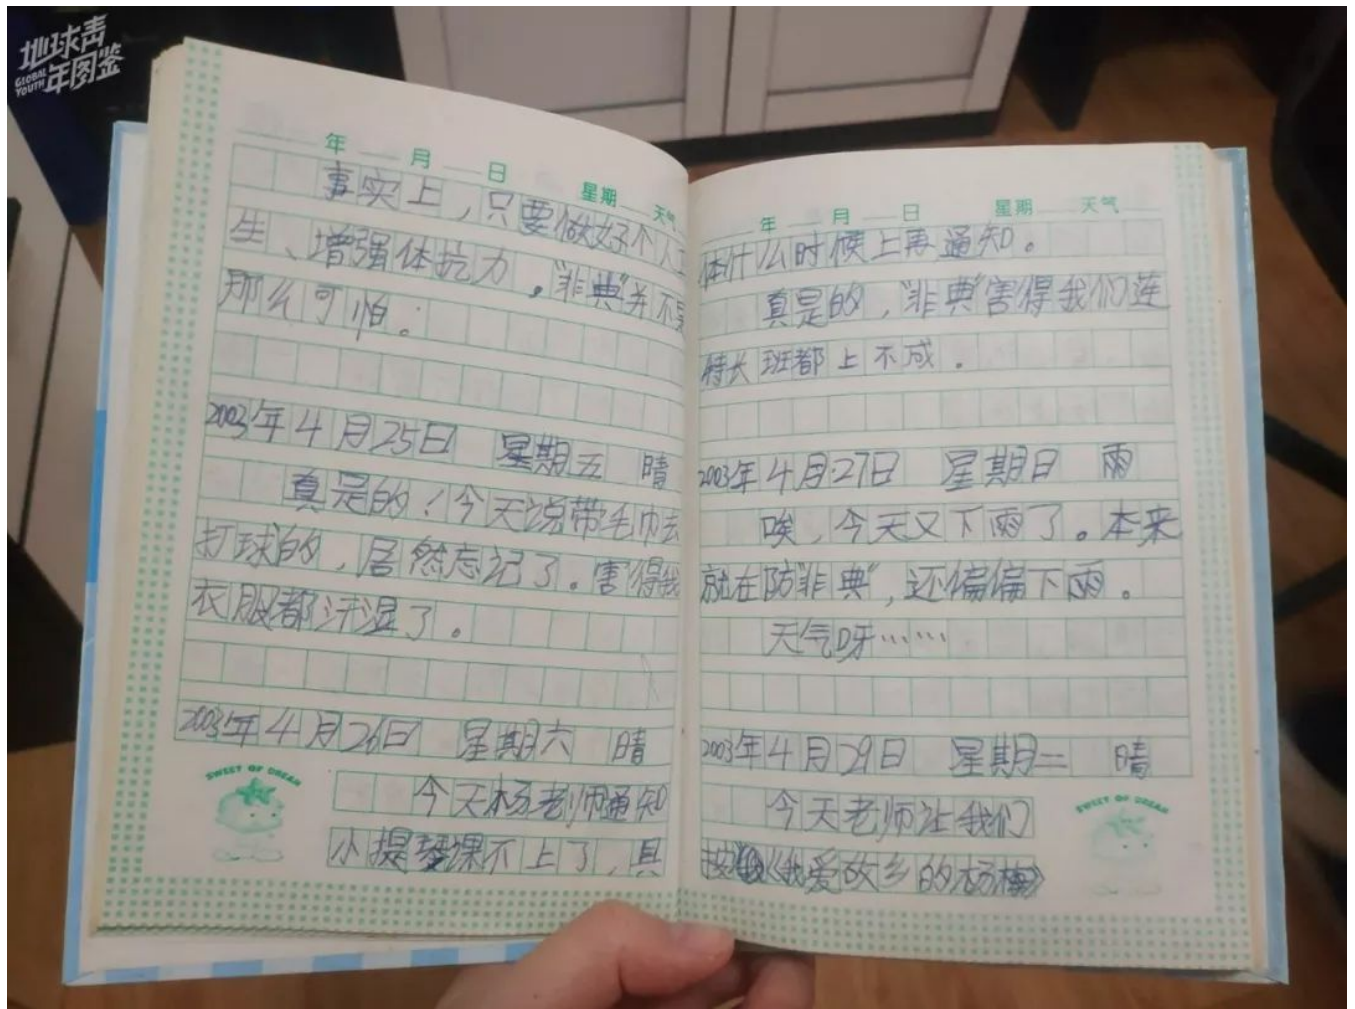 地球青年图鉴
GLOBAL YOUTH
年 月 日 星期 天气
事实上，只要做好个人卫
生、增强体抗力，“非典”并不是
那么可怕。
2003年4月25日 星期五 晴
真是的！今天说带毛巾去
打球的，居然忘记了。害得我
衣服都汗湿了。
2003年4月26日 星期六 晴
SWEET OF DREAM
今天杨老师通知
小提琴课不上了，具
年 月 日 星期 天气
体什么时候上再通知。
真是的，“非典”害得我们连
特长班都上不成。
2003年4月27日 星期日 雨
唉，今天又下雨了。本来
就在防“非典”，还偏偏下雨。
天气呀……
2003年4月29日 星期二 晴
今天老师让我们
按《我爱故乡的杨梅》
SWEET OF DREAM